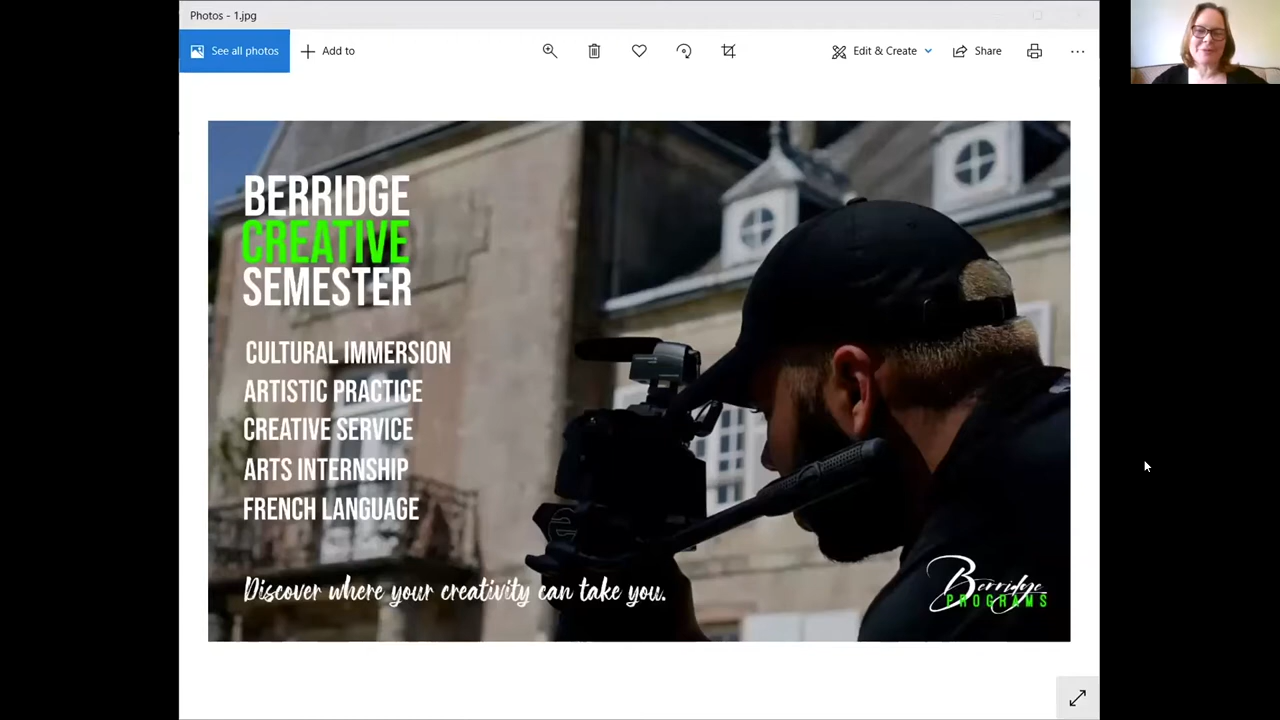 Photos - 1.jpg
See all photos
Add to
Edit & Create
Share
BERRIDGE
CREATIVE
SEMESTER
CULTURAL IMMERSION
ARTISTIC PRACTICE
CREATIVE SERVICE
ARTS INTERNSHIP
FRENCH LANGUAGE
Discover where your creativity can take you.
Berridge
PROGRAMS